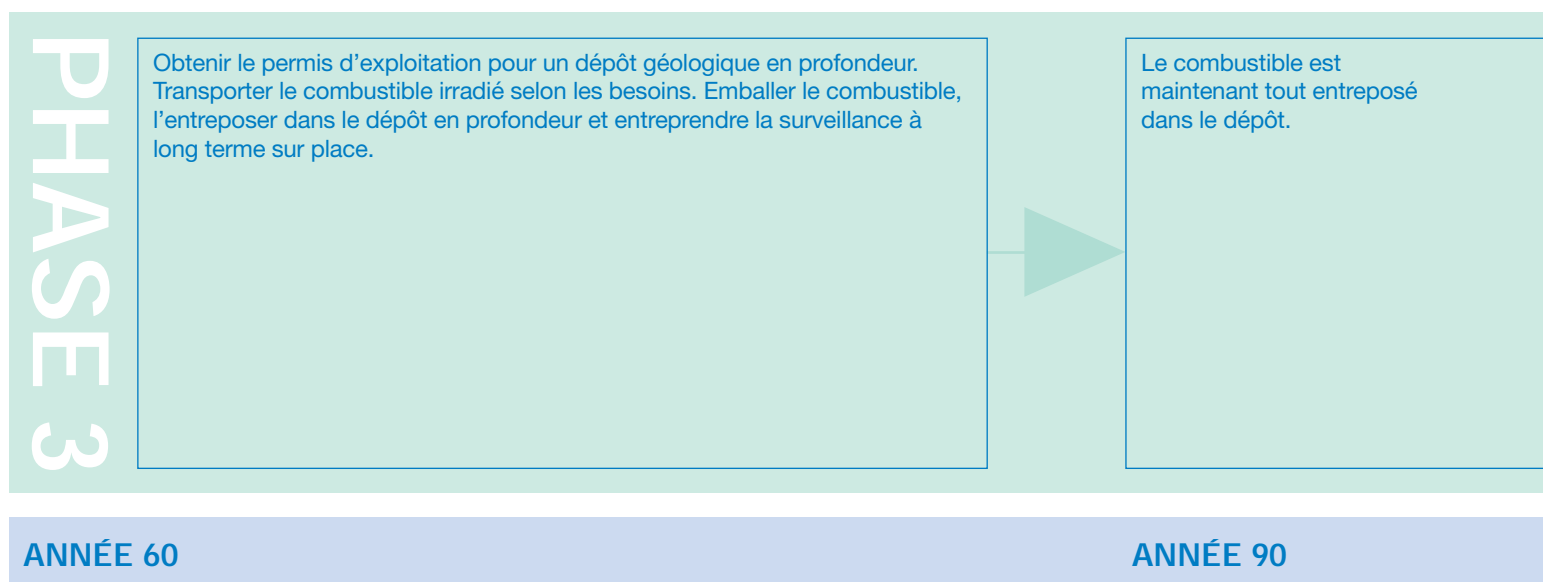 PHASE 3
Obtenir le permis d'exploitation pour un dépôt géologique en profondeur.
Transporter le combustible irradié selon les besoins. Emballer le combustible,
l'entreposer dans le dépôt en profondeur et entreprendre la surveillance à
long terme sur place.
Le combustible est
maintenant tout entreposé
dans le dépôt.
ANNÉE 60
ANNÉE 90